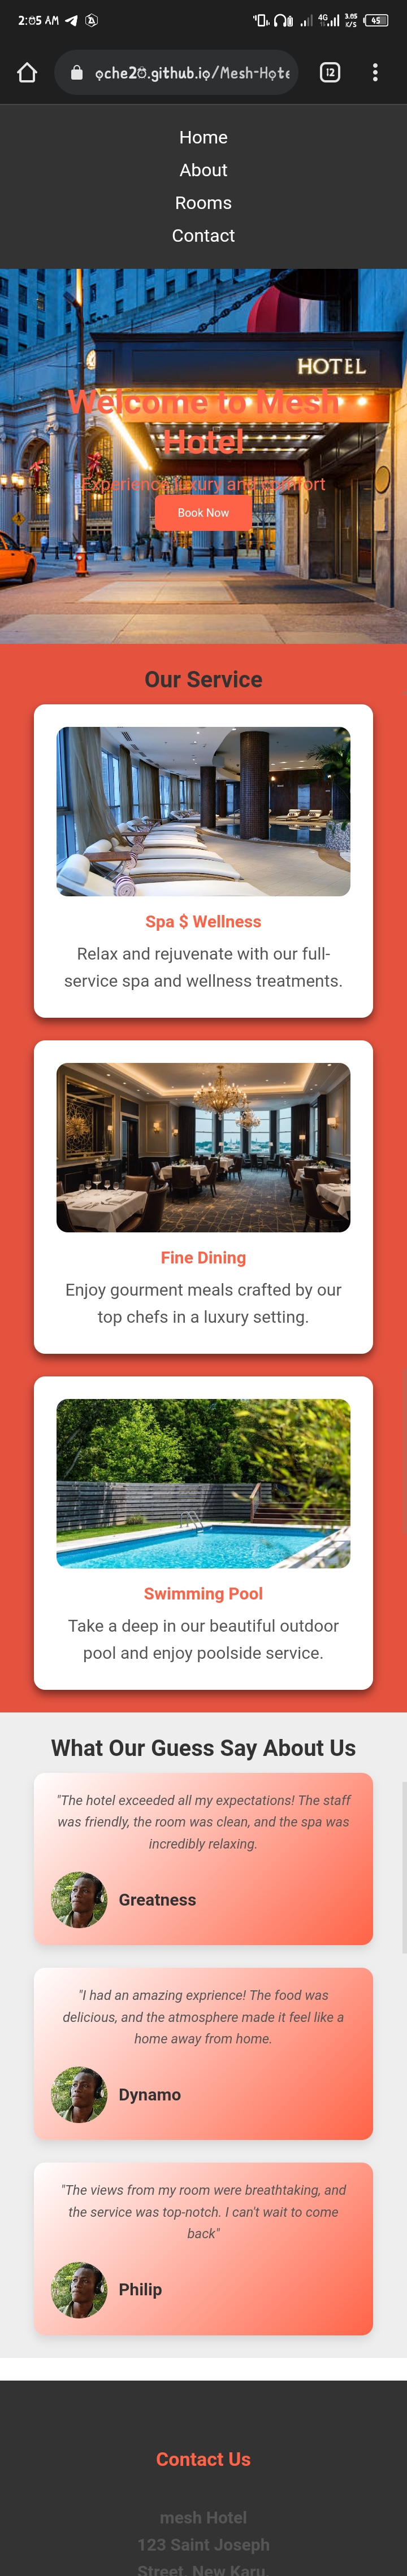 2:05 AM
4G
3.85
K/S
45
oche20.github.io/Mesh-Hote
12
Home
About
Rooms
Contact
HOTEL
Welcome to Mesh
Hotel
Experience luxury and comfort
Book Now
Our Service
Spa $ Wellness
Relax and rejuvenate with our full-
service spa and wellness treatments.
Fine Dining
Enjoy gourment meals crafted by our
top chefs in a luxury setting.
Swimming Pool
Take a deep in our beautiful outdoor
pool and enjoy poolside service.
What Our Guess Say About Us
"The hotel exceeded all my expectations! The staff
was friendly, the room was clean, and the spa was
incredibly relaxing.
Greatness
"I had an amazing exprience! The food was
delicious, and the atmosphere made it feel like a
home away from home.
Dynamo
"The views from my room were breathtaking, and
the service was top-notch. I can't wait to come
back"
Philip
Contact Us
mesh Hotel
123 Saint Joseph
Street, New Karu,